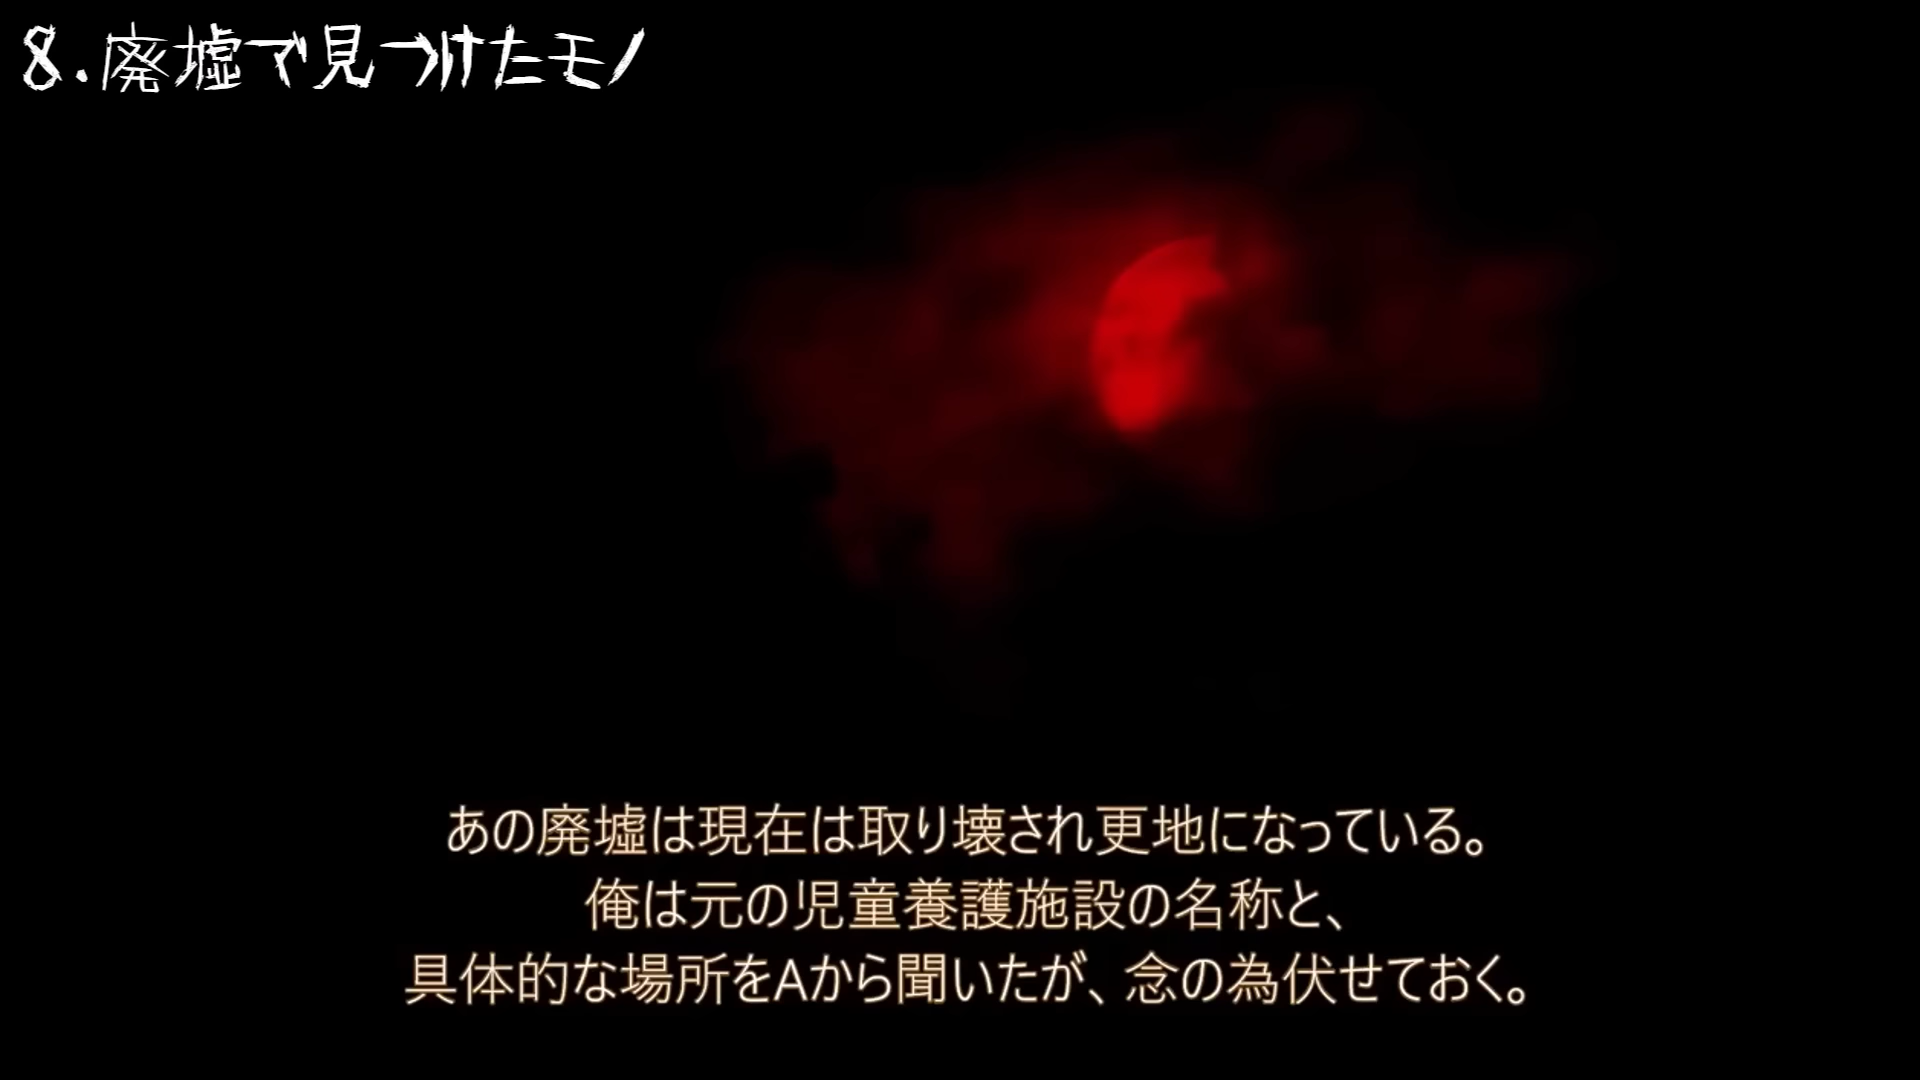 8.廃墟で見つけたモノ
あの廃墟は現在は取り壊され更地になっている。
俺は元の児童養護施設の名称と、
具体的な場所をAから聞いたが、念の為伏せておく。